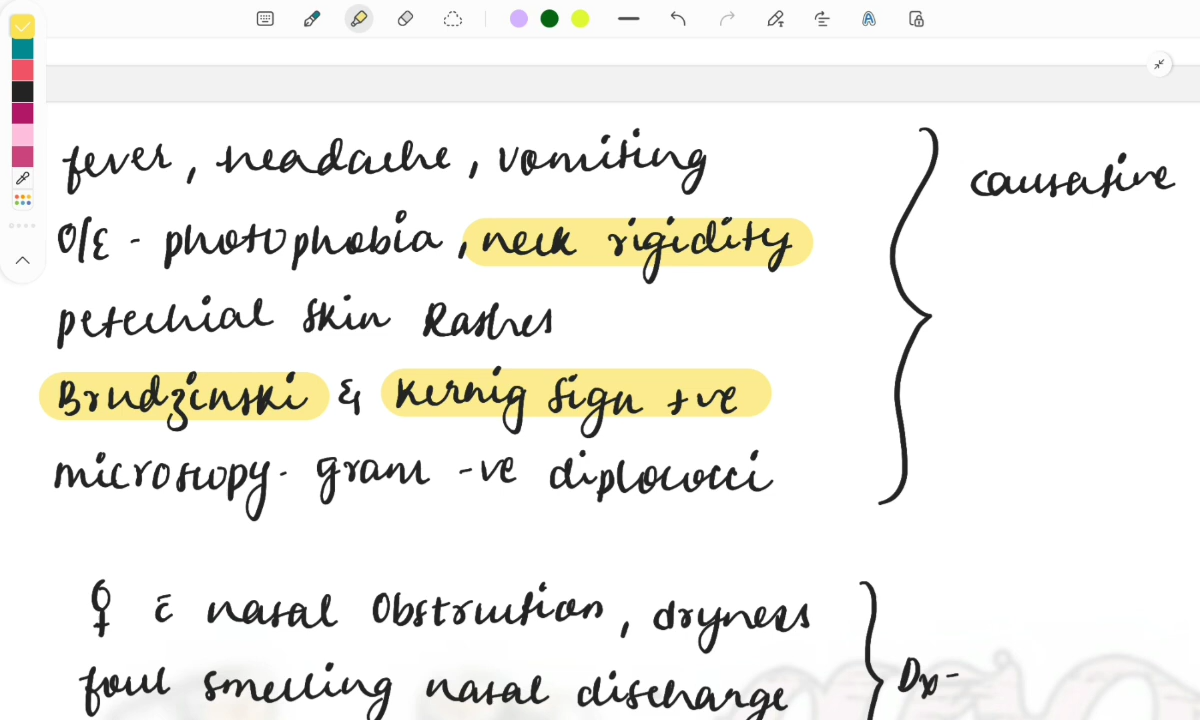 fever, headache, vomiting
causative
O/E - photophobia, neck rigidity
petechial skin Rashes
Brudzinski & Kernig sign +ve
microscopy - gram -ve diplococci
♀ c̄ nasal Obstruction, dryness
foul smelling nasal discharge
Dx -